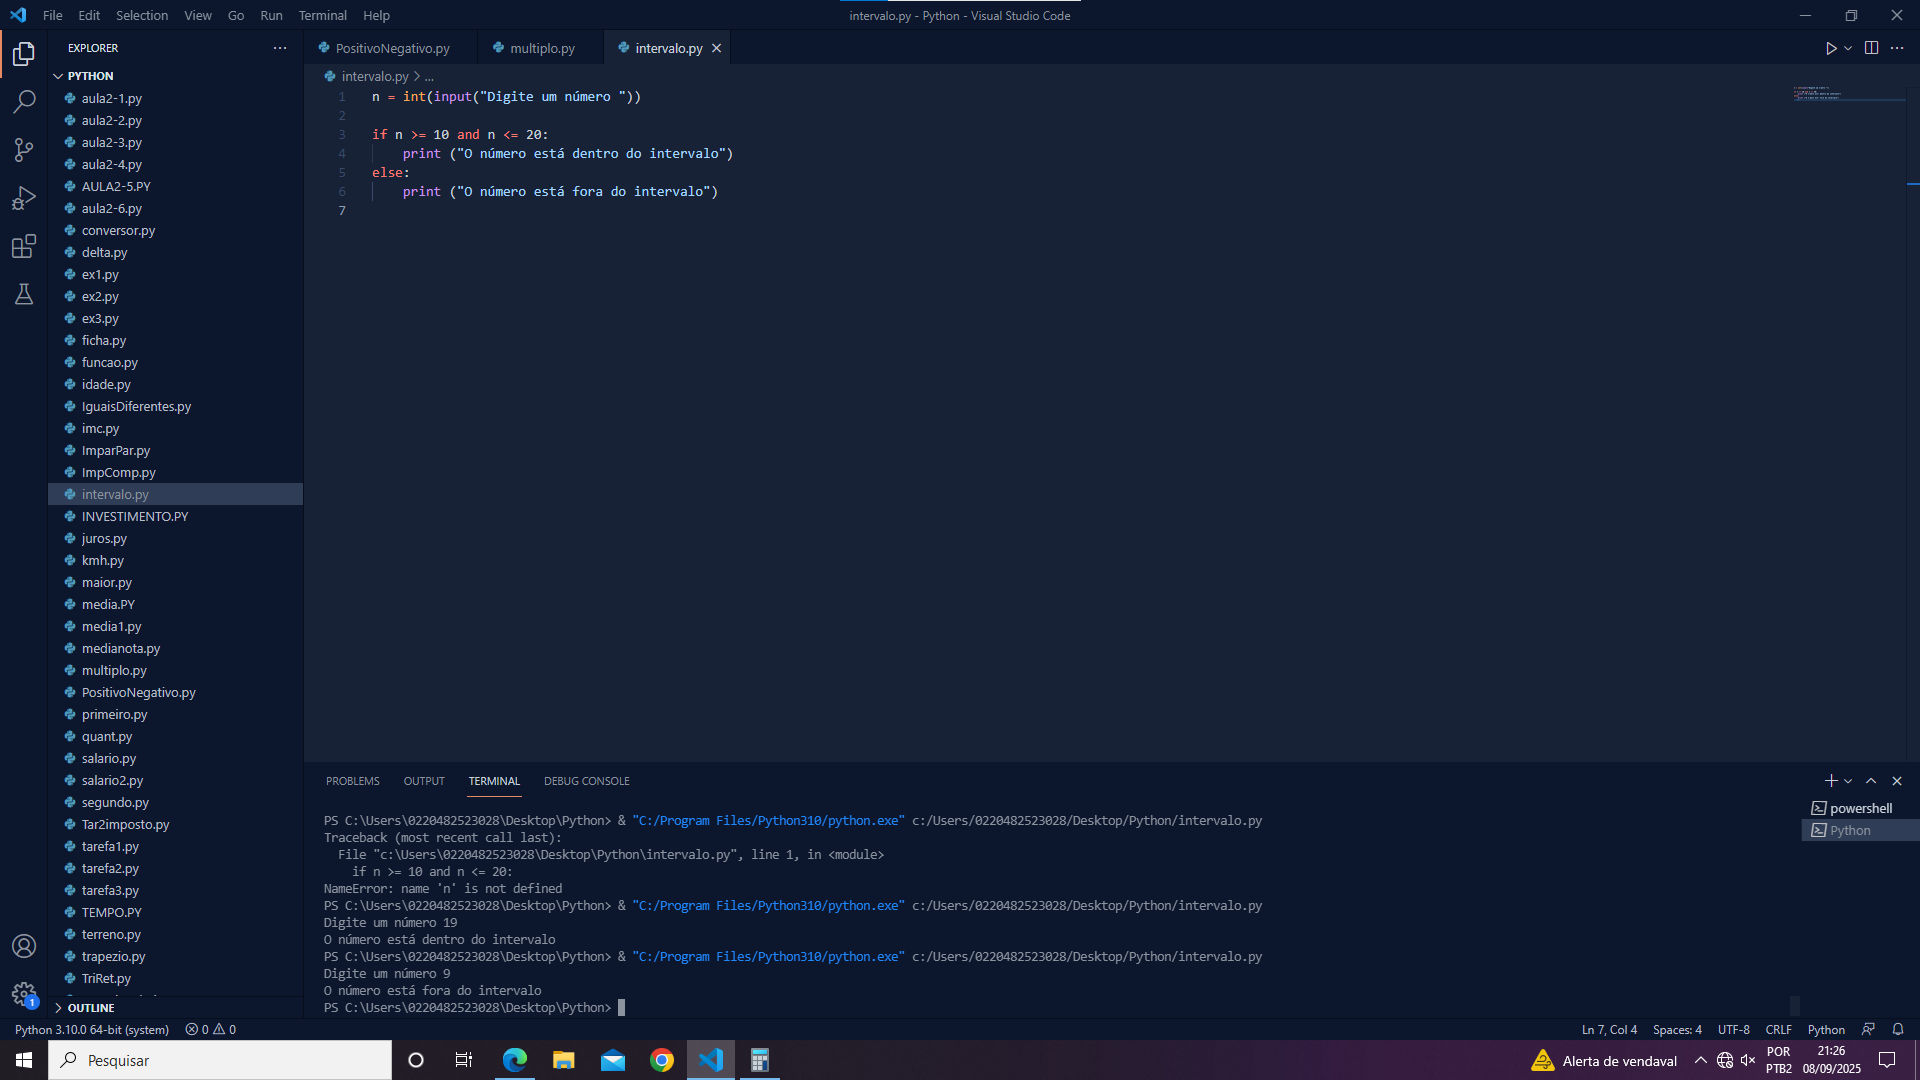 File Edit Selection View Go Run Terminal Help
intervalo.py - Python - Visual Studio Code
EXPLORER
PYTHON
aula2-1.py
aula2-2.py
aula2-3.py
aula2-4.py
AULA2-5.PY
aula2-6.py
conversor.py
delta.py
ex1.py
ex2.py
ex3.py
ficha.py
funcao.py
idade.py
IguaisDiferentes.py
imc.py
ImparPar.py
ImpComp.py
intervalo.py
INVESTIMENTO.PY
juros.py
kmh.py
maior.py
media.PY
media1.py
medianota.py
multiplo.py
PositivoNegativo.py
primeiro.py
quant.py
salario.py
salario2.py
segundo.py
Tar2imposto.py
tarefa1.py
tarefa2.py
tarefa3.py
TEMPO.PY
terreno.py
trapezio.py
TriRet.py
OUTLINE
PositivoNegativo.py multiplo.py intervalo.py
intervalo.py > ...
1 n = int(input("Digite um número "))
2
3 if n >= 10 and n <= 20:
4 print ("O número está dentro do intervalo")
5 else:
6 print ("O número está fora do intervalo")
7
PROBLEMS OUTPUT TERMINAL DEBUG CONSOLE
PS C:\Users\0220482523028\Desktop\Python> & "C:/Program Files/Python310/python.exe" c:/Users/0220482523028/Desktop/Python/intervalo.py
Traceback (most recent call last):
File "c:\Users\0220482523028\Desktop\Python\intervalo.py", line 1, in <module>
if n >= 10 and n <= 20:
NameError: name 'n' is not defined
PS C:\Users\0220482523028\Desktop\Python> & "C:/Program Files/Python310/python.exe" c:/Users/0220482523028/Desktop/Python/intervalo.py
Digite um número 19
O número está dentro do intervalo
PS C:\Users\0220482523028\Desktop\Python> & "C:/Program Files/Python310/python.exe" c:/Users/0220482523028/Desktop/Python/intervalo.py
Digite um número 9
O número está fora do intervalo
PS C:\Users\0220482523028\Desktop\Python>
powershell
Python
1
Python 3.10.0 64-bit (system) 0 0
Ln 7, Col 4 Spaces: 4 UTF-8 CRLF Python
Pesquisar
Alerta de vendaval
POR
PTB2
21:26
08/09/2025